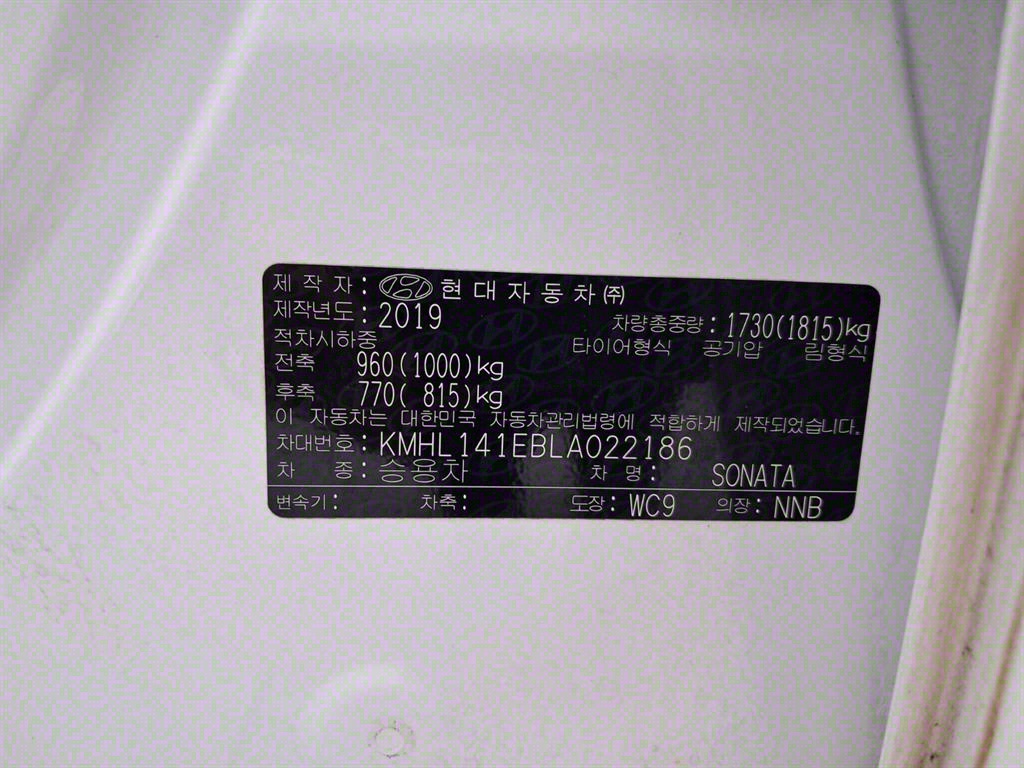 제 작 자 : 현대자동차(주)
제작년도 : 2019 차량총중량 : 1730(1815)kg
적차시하중 타이어형식 공기압 림형식
전축 960(1000)kg
후축 770( 815)kg
이 자동차는 대한민국 자동차관리법령에 적합하게 제작되었습니다.
차대번호 : KMHL141EBLA022186
차 종 : 승용차 차 명 : SONATA
변속기 : 차축 : 도장 : WC9 의장 : NNB